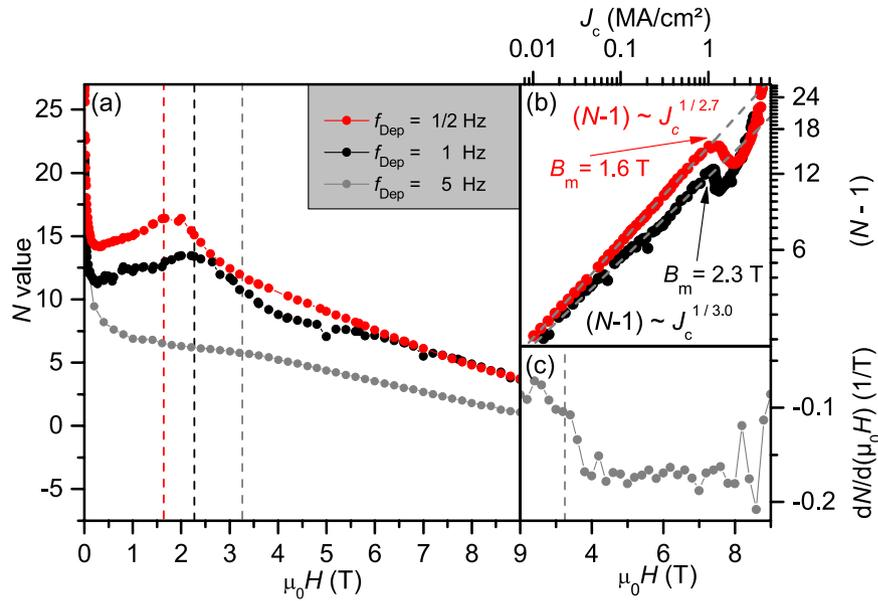 J_c (MA/cm²)
0.01 0.1 1
(a)
f_Dep = 1/2 Hz
f_Dep = 1 Hz
f_Dep = 5 Hz
25
20
15
10
5
0
-5
N value
0 1 2 3 4 5 6 7 8 9
μ₀H (T)
(b)
(N-1) ~ J_c^1/2.7
B_m = 1.6 T
B_m = 2.3 T
(N-1) ~ J_c^1/3.0
24
18
12
6
(N - 1)
(c)
-0.1
-0.2
dN/d(μ₀H) (1/T)
4 6 8
μ₀H (T)